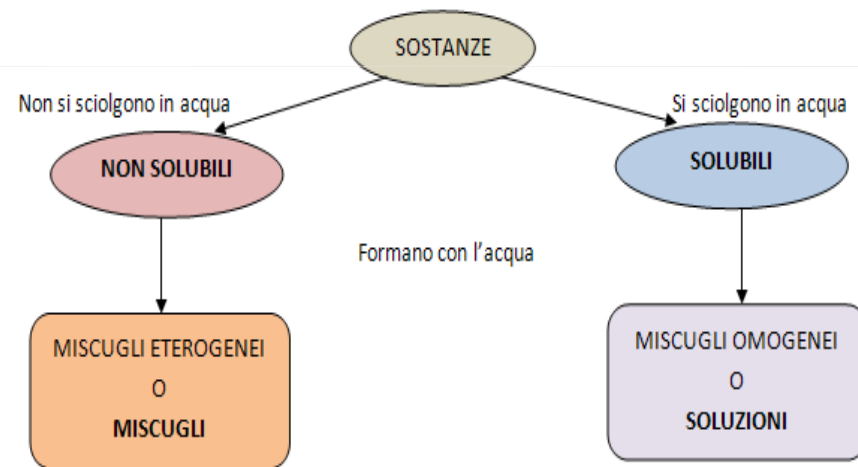 SOSTANZE
Non si sciolgono in acqua
Si sciolgono in acqua
NON SOLUBILI
SOLUBILI
Formano con l'acqua
MISCUGLI ETEROGENEI
O
MISCUGLI
MISCUGLI OMOGENEI
O
SOLUZIONI